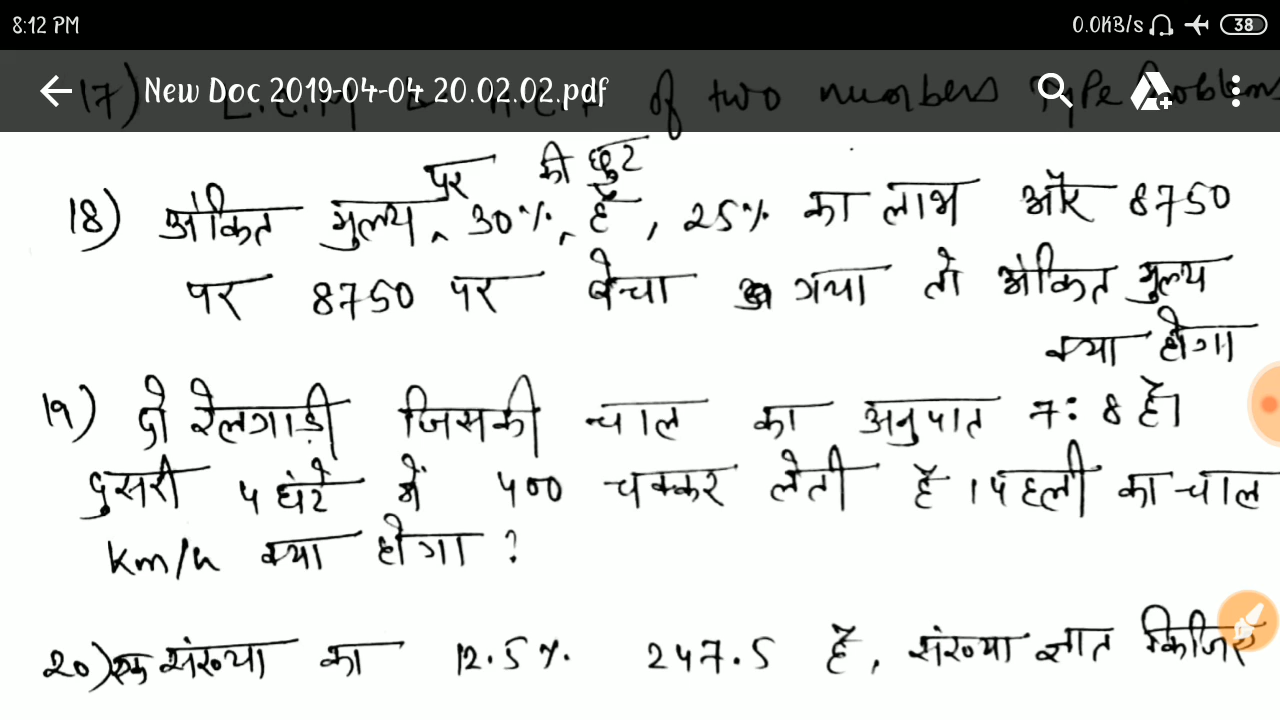 8:12 PM
0.0KB/s 38
New Doc 2019-04-04 20.02.02.pdf
17) of two numbers Type Problems
पर की छुट
18) अंकित मुल्य 30% है, 25% का लाभ और 8750
पर 8750 पर बेचा गया तो अंकित मुल्य
क्या होगा
19) दो रेलगाड़ी जिसकी चाल का अनुपात 7:8 है।
दुसरी 4 घंटे में 400 चक्कर लेती है। पहली का चाल
km/h क्या होगा ?
20) एक संख्या का 12.5% 247.5 है, संख्या ज्ञात किजिए